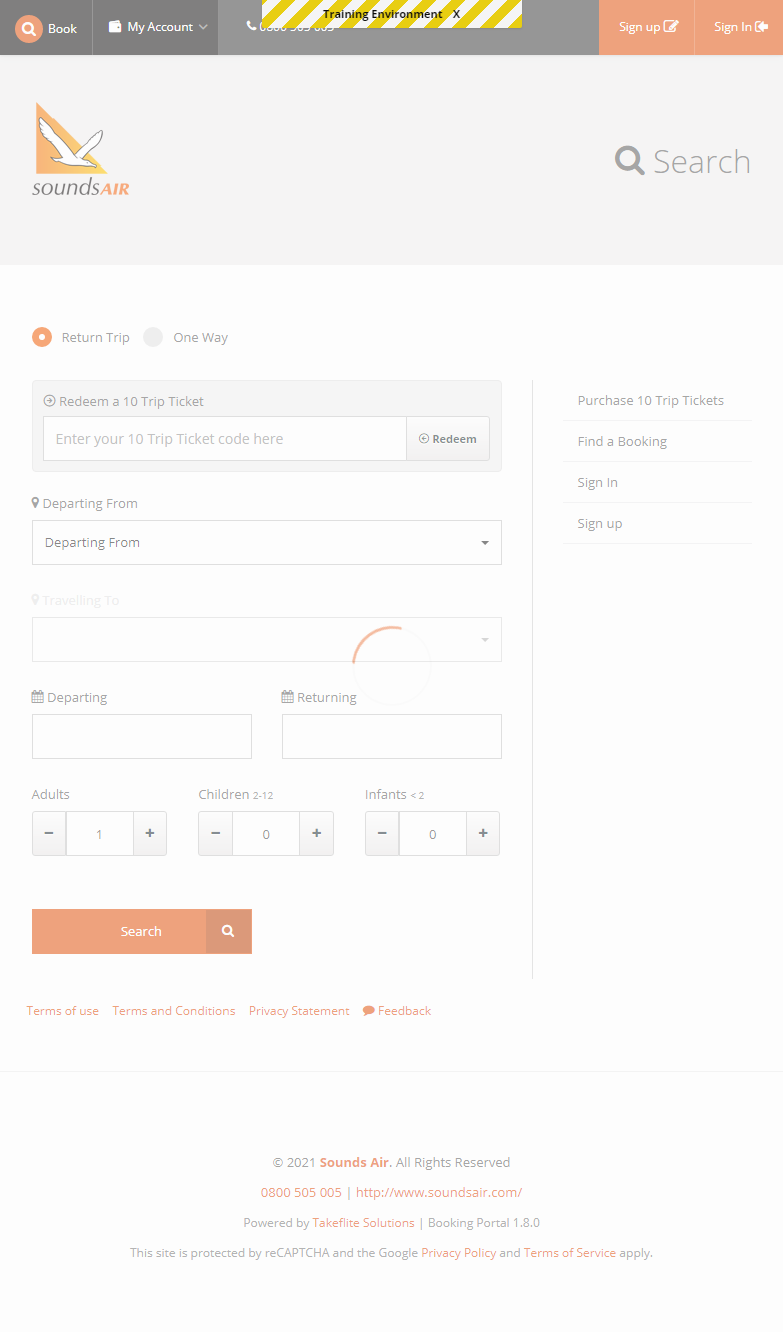 Training Environment X
Book My Account 0800 505 005 Sign up Sign In
soundsAIR
Search
Return Trip One Way
Redeem a 10 Trip Ticket
Enter your 10 Trip Ticket code here Redeem
Purchase 10 Trip Tickets
Find a Booking
Sign In
Sign up
Departing From
Departing From
Travelling To
Departing Returning
Adults Children 2-12 Infants < 2
− 1 + − 0 + − 0 +
Search
Terms of use Terms and Conditions Privacy Statement Feedback
© 2021 Sounds Air. All Rights Reserved
0800 505 005 | http://www.soundsair.com/
Powered by Takeflite Solutions | Booking Portal 1.8.0
This site is protected by reCAPTCHA and the Google Privacy Policy and Terms of Service apply.